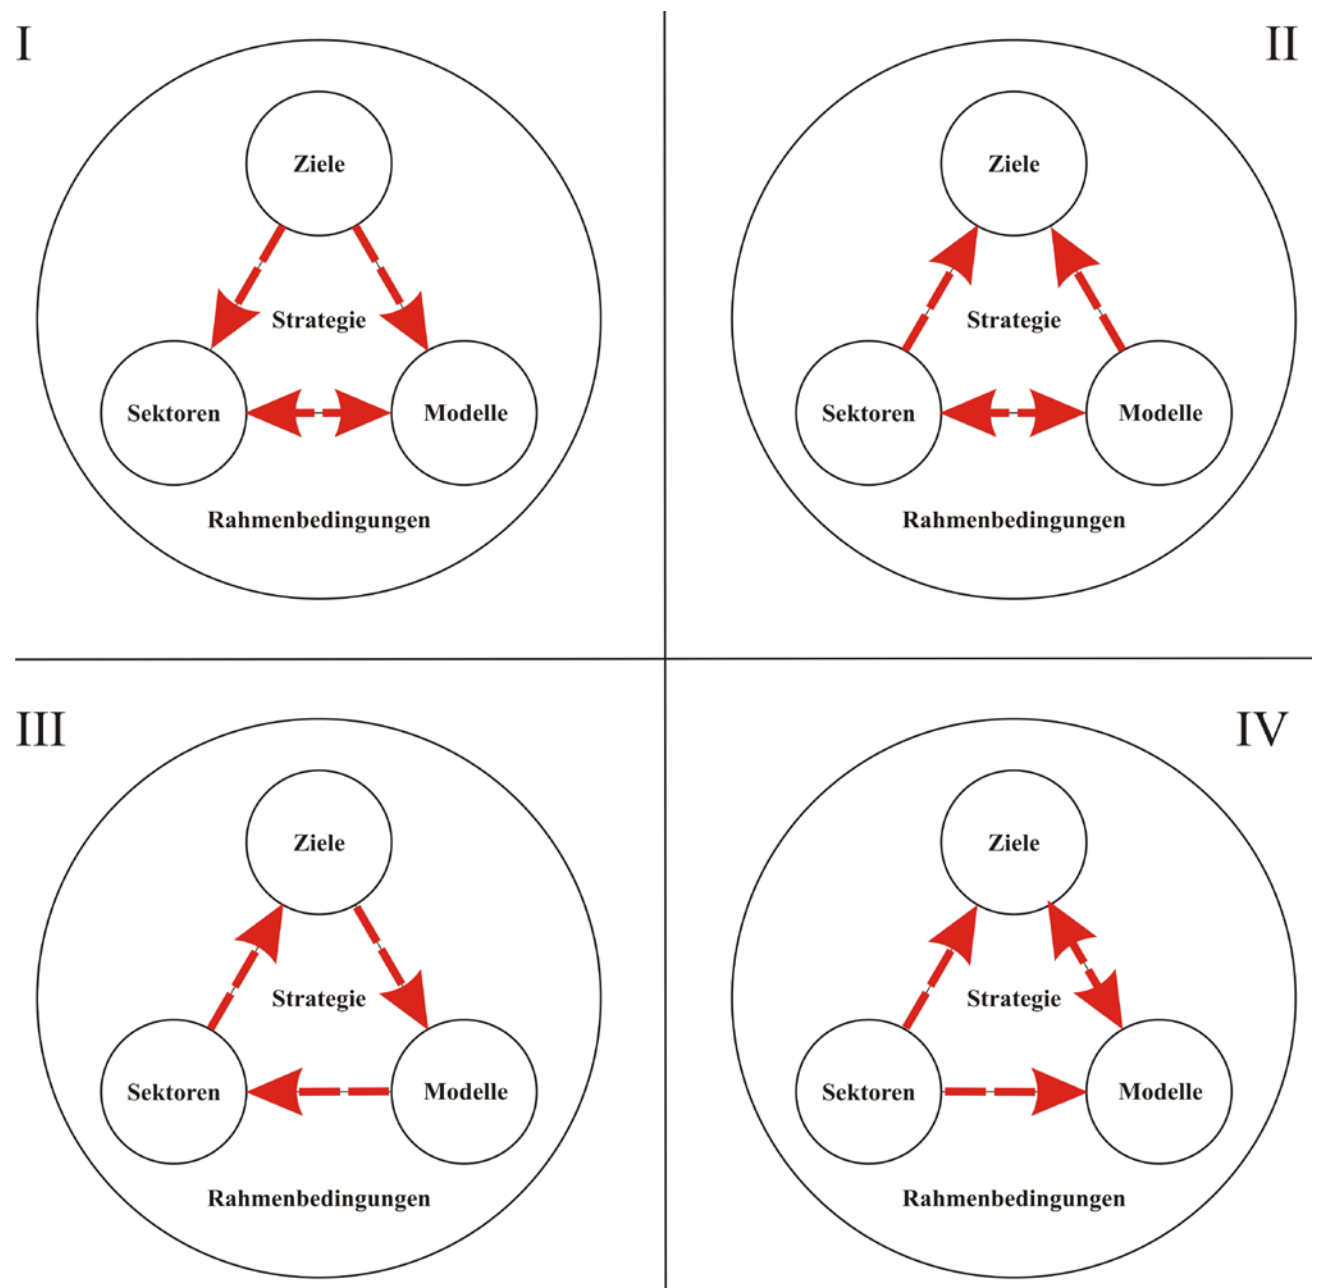 I
Ziele
Strategie
Sektoren
Modelle
Rahmenbedingungen
II
Ziele
Strategie
Sektoren
Modelle
Rahmenbedingungen
III
Ziele
Strategie
Sektoren
Modelle
Rahmenbedingungen
IV
Ziele
Strategie
Sektoren
Modelle
Rahmenbedingungen